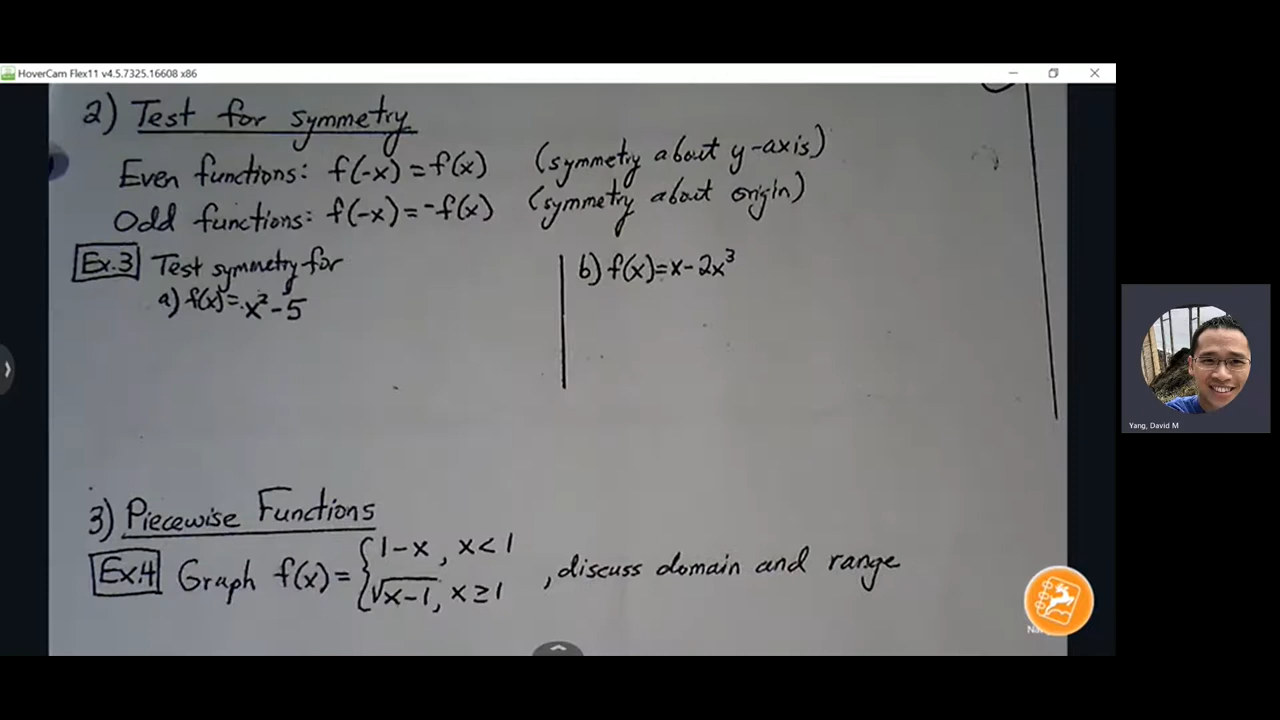 HoverCam Flex11 v4.5.7325.16608 x86
2) Test for symmetry
Even functions: f(-x) = f(x) (symmetry about y-axis)
Odd functions: f(-x) = -f(x) (symmetry about origin)
Ex.3 Test symmetry for
a) f(x) = x² - 5
b) f(x) = x - 2x³
3) Piecewise Functions
Ex.4 Graph f(x) = { 1-x, x < 1
√x-1, x ≥ 1
, discuss domain and range
Yang, David M